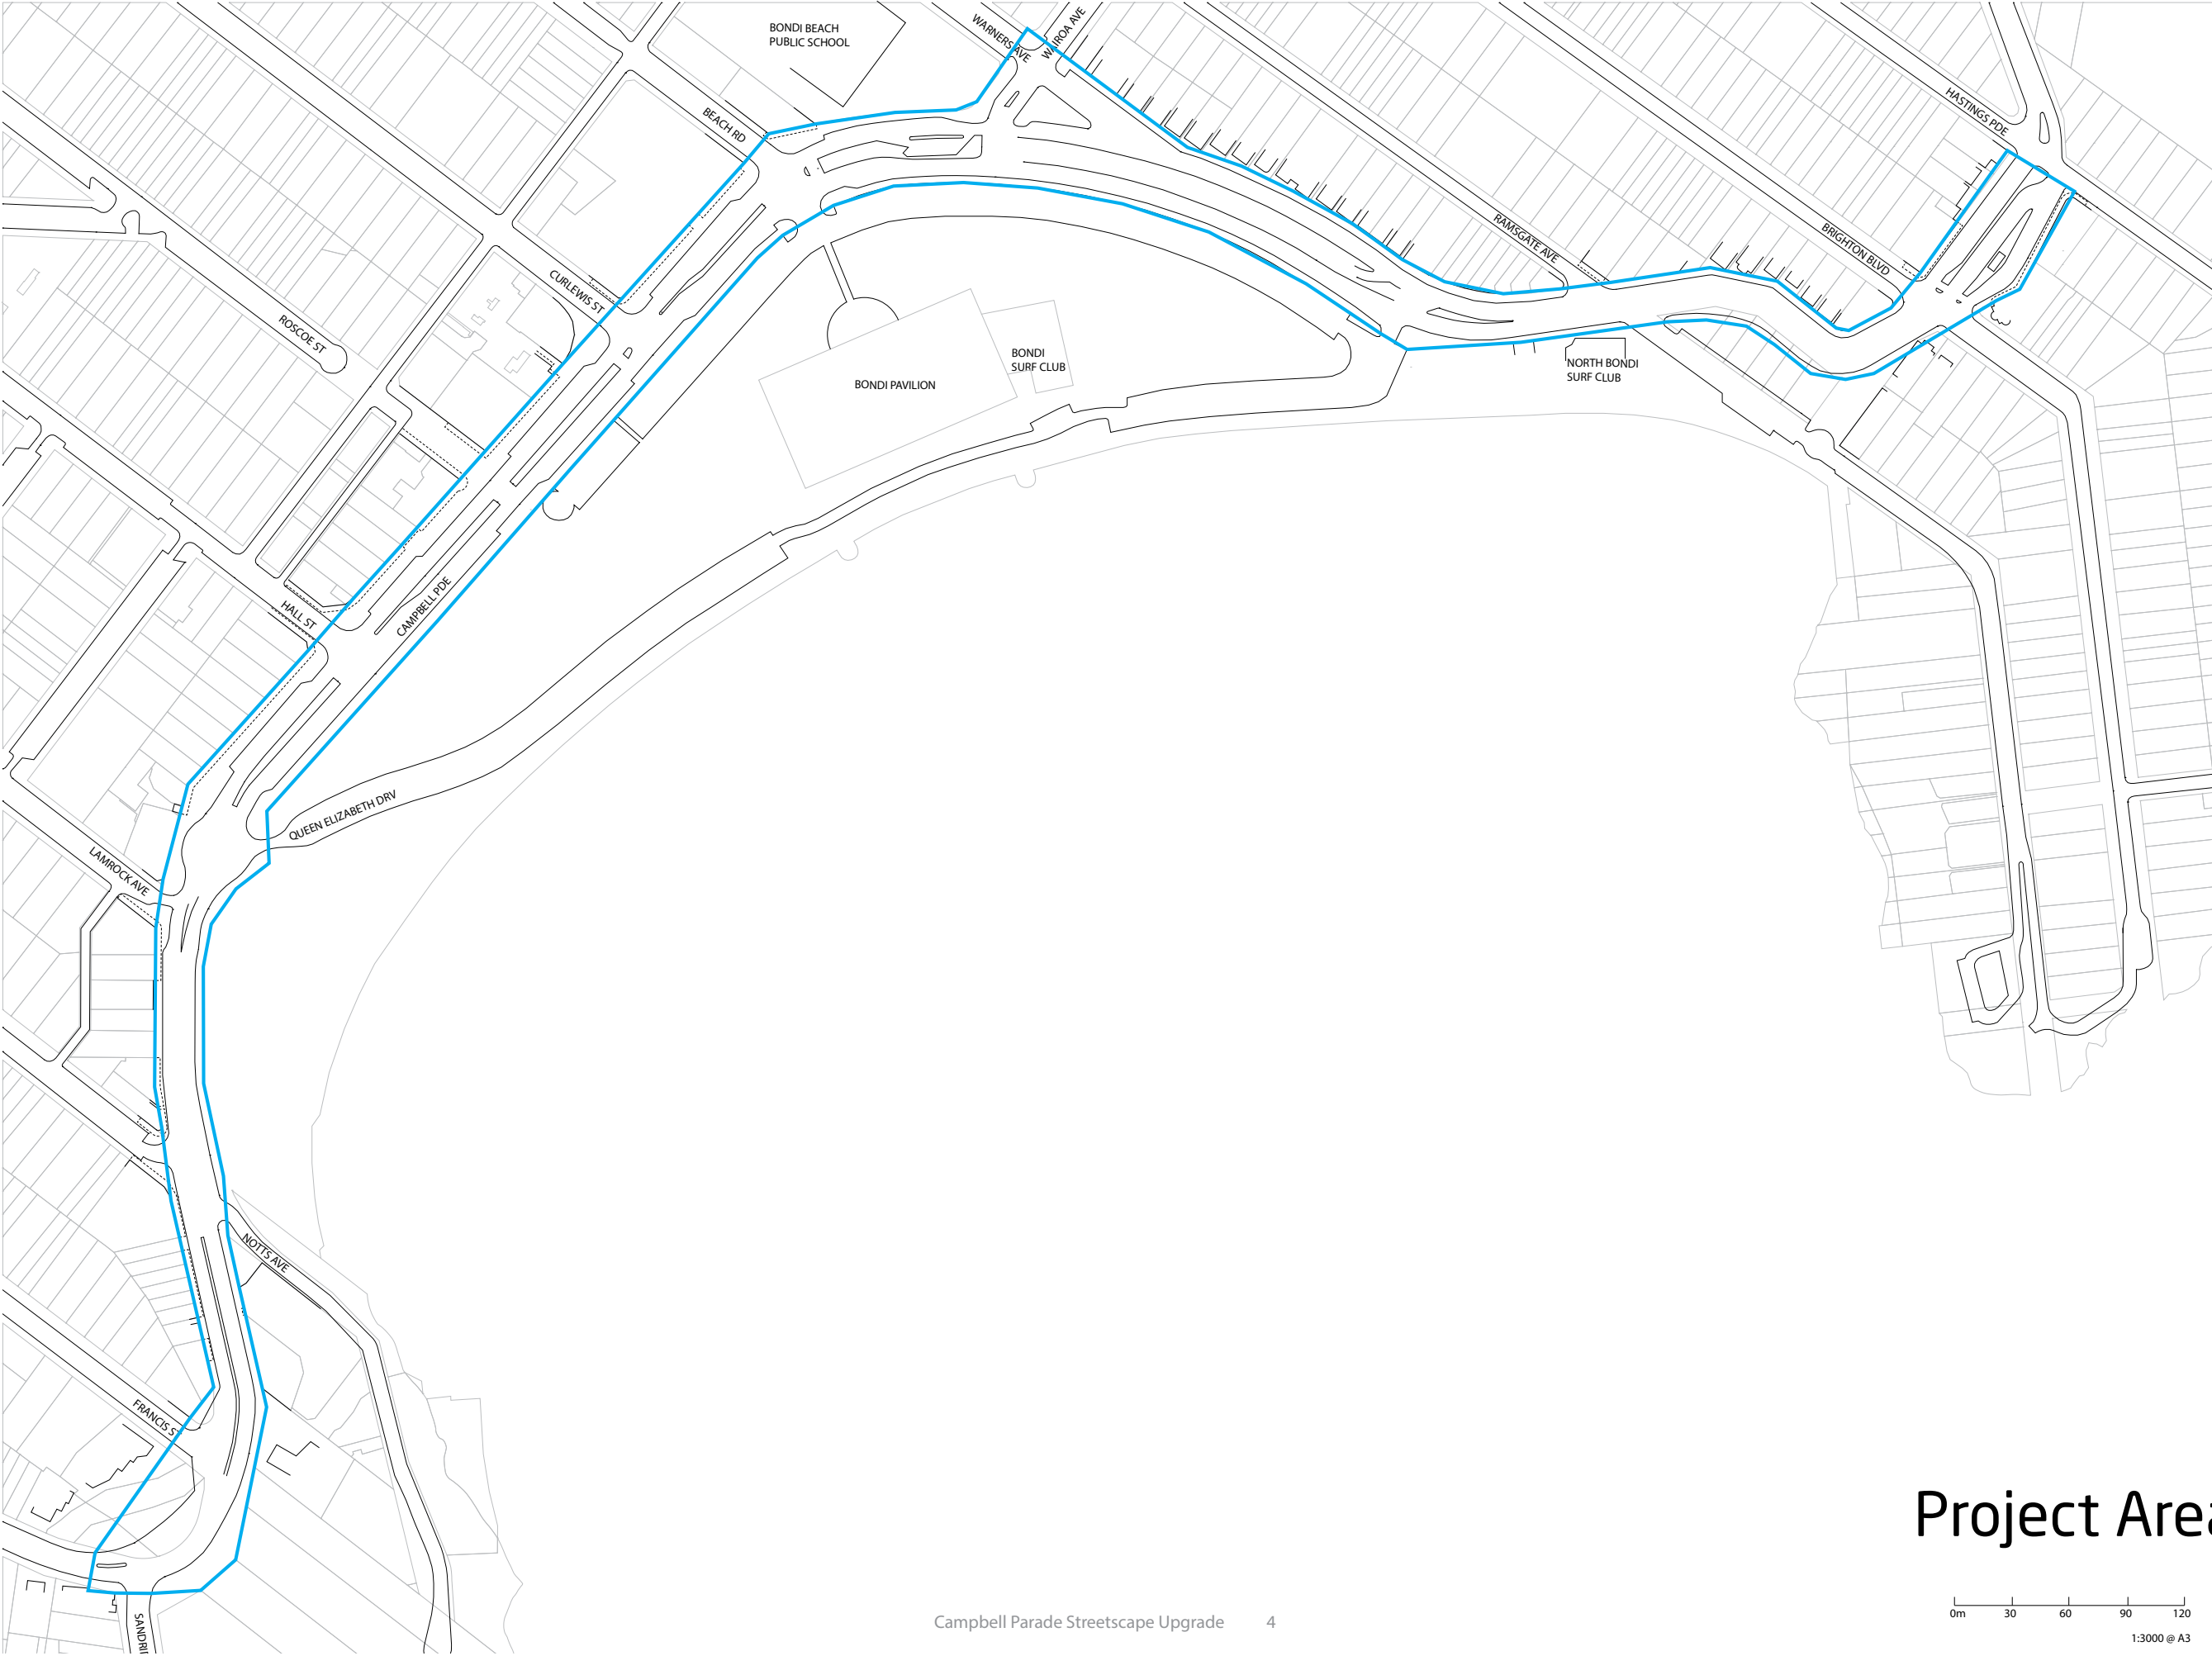 BONDI BEACH
PUBLIC SCHOOL
WARNERS AVE
WAIROA AVE
BEACH RD
HASTINGS PDE
RAMSGATE AVE
BRIGHTON BLVD
CURLEWIS ST
ROSCOE ST
BONDI
SURF CLUB
BONDI PAVILION
NORTH BONDI
SURF CLUB
HALL ST
CAMPBELL PDE
QUEEN ELIZABETH DRV
LAMROCK AVE
NOTTS AVE
FRANCIS ST
SANDRI
Project Area
0m 30 60 90 120
1:3000 @ A3
Campbell Parade Streetscape Upgrade 4